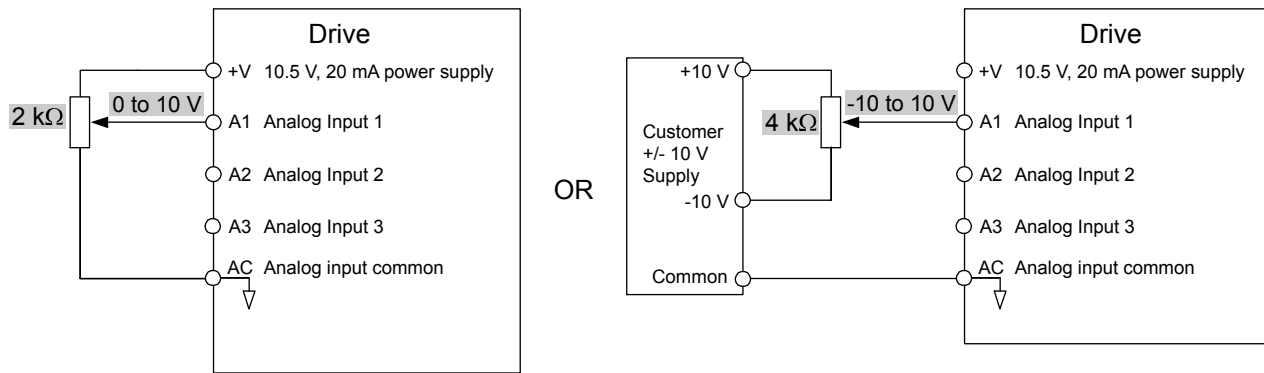 Drive
+V 10.5 V, 20 mA power supply
2 kΩ
0 to 10 V
A1 Analog Input 1
A2 Analog Input 2
A3 Analog Input 3
AC Analog input common
OR
+10 V
Customer
+/- 10 V
Supply
-10 V
Common
4 kΩ
-10 to 10 V
Drive
+V 10.5 V, 20 mA power supply
A1 Analog Input 1
A2 Analog Input 2
A3 Analog Input 3
AC Analog input common